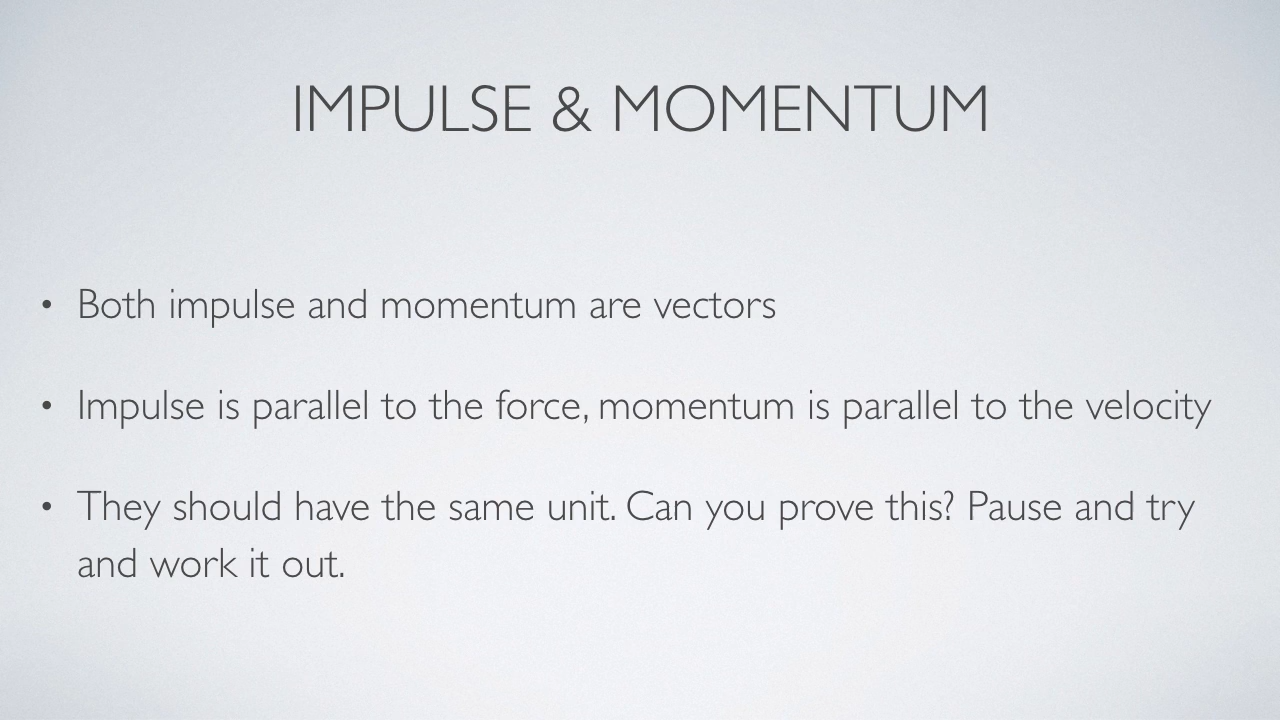 IMPULSE & MOMENTUM
• Both impulse and momentum are vectors
• Impulse is parallel to the force, momentum is parallel to the velocity
• They should have the same unit. Can you prove this? Pause and try
and work it out.